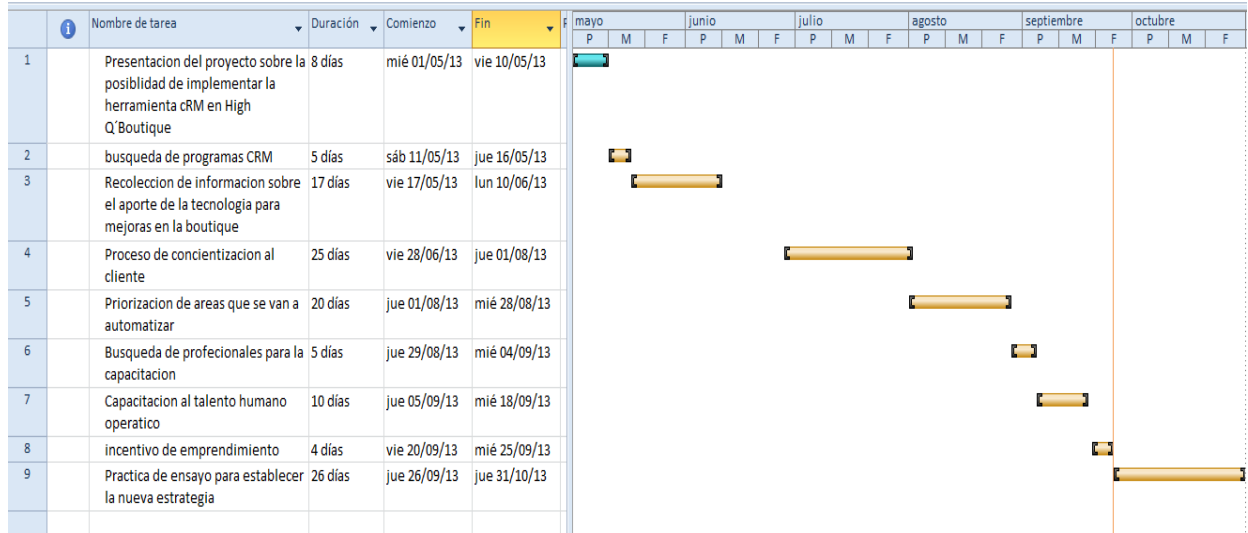 Nombre de tarea Duración Comienzo Fin mayo junio julio agosto septiembre octubre
P M F P M F P M F P M F P M F P M F
1 Presentacion del proyecto sobre la 8 días mié 01/05/13 vie 10/05/13
posiblidad de implementar la
herramienta cRM en High
Q´Boutique
2 busqueda de programas CRM 5 días sáb 11/05/13 jue 16/05/13
3 Recoleccion de informacion sobre 17 días vie 17/05/13 lun 10/06/13
el aporte de la tecnologia para
mejoras en la boutique
4 Proceso de concientizacion al 25 días vie 28/06/13 jue 01/08/13
cliente
5 Priorizacion de areas que se van a 20 días jue 01/08/13 mié 28/08/13
automatizar
6 Busqueda de profecionales para la 5 días jue 29/08/13 mié 04/09/13
capacitacion
7 Capacitacion al talento humano 10 días jue 05/09/13 mié 18/09/13
operatico
8 incentivo de emprendimiento 4 días vie 20/09/13 mié 25/09/13
9 Practica de ensayo para establecer 26 días jue 26/09/13 jue 31/10/13
la nueva estrategia